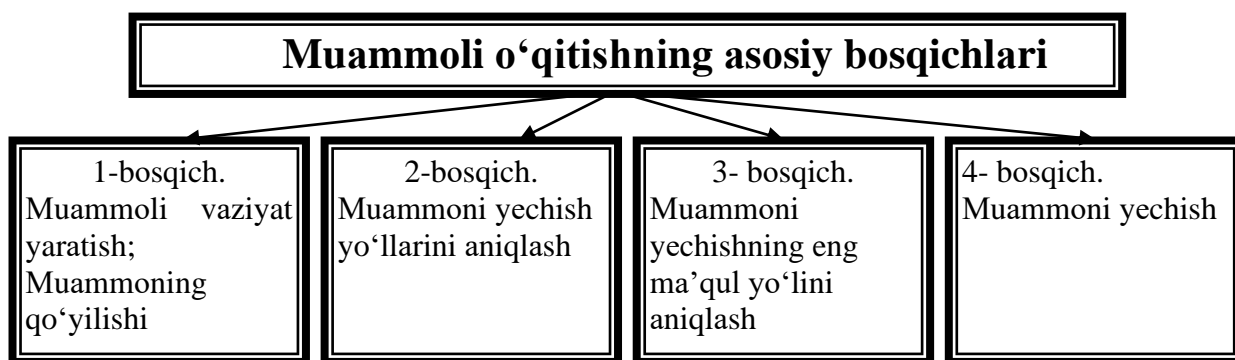 Muammoli o‘qitishning asosiy bosqichlari
1-bosqich.
Muammoli vaziyat
yaratish;
Muammoning
qo‘yilishi
2-bosqich.
Muammoni yechish
yo‘llarini aniqlash
3- bosqich.
Muammoni
yechishning eng
ma’qul yo‘lini
aniqlash
4- bosqich.
Muammoni yechish